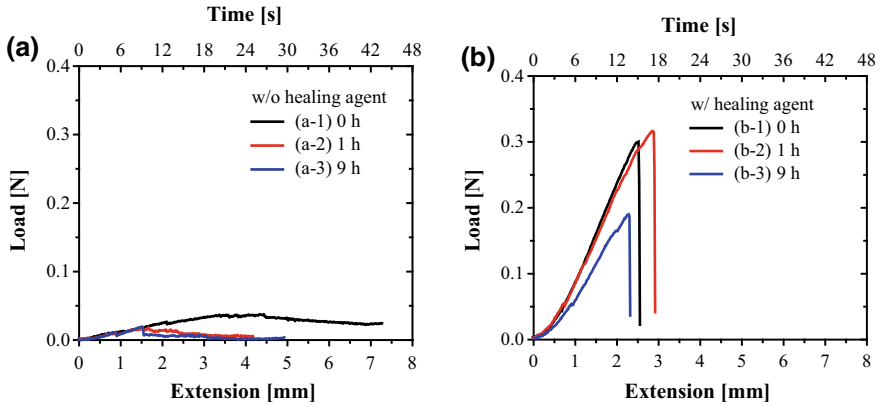 Time [s]
(a)
0 6 12 18 24 30 36 42 48
0.4
0.3
0.2
0.1
0.0
Load [N]
w/o healing agent
(a-1) 0 h
(a-2) 1 h
(a-3) 9 h
0 1 2 3 4 5 6 7 8
Extension [mm]
Time [s]
(b)
0 6 12 18 24 30 36 42 48
0.4
0.3
0.2
0.1
0.0
Load [N]
w/ healing agent
(b-1) 0 h
(b-2) 1 h
(b-3) 9 h
0 1 2 3 4 5 6 7 8
Extension [mm]